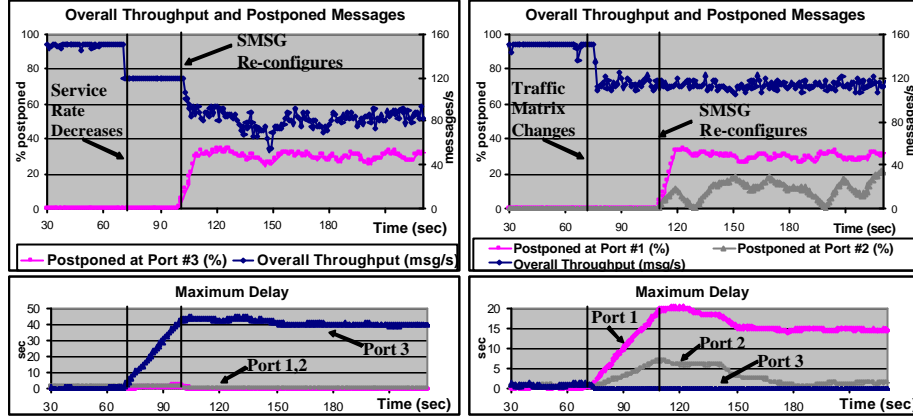 Overall Throughput and Postponed Messages
100
80
60
40
20
0
% postponed
160
120
80
40
0
messages/s
SMSG
Re-configures
Service
Rate
Decreases
30 60 90 120 150 180 Time (sec)
Postponed at Port #3 (%) Overall Throughput (msg/s)
Maximum Delay
50
40
30
20
10
0
sec
Port 3
Port 1,2
30 60 90 120 150 180 Time (sec)
Overall Throughput and Postponed Messages
100
80
60
40
20
0
% postponed
160
120
80
40
0
messages/s
Traffic
Matrix
Changes
SMSG
Re-configures
30 60 90 120 150 180 Time (sec)
Postponed at Port #1 (%) Postponed at Port #2 (%)
Overall Throughput (msg/s)
Maximum Delay
20
15
10
5
0
sec
Port 1
Port 2
Port 3
30 60 90 120 150 180 Time (sec)